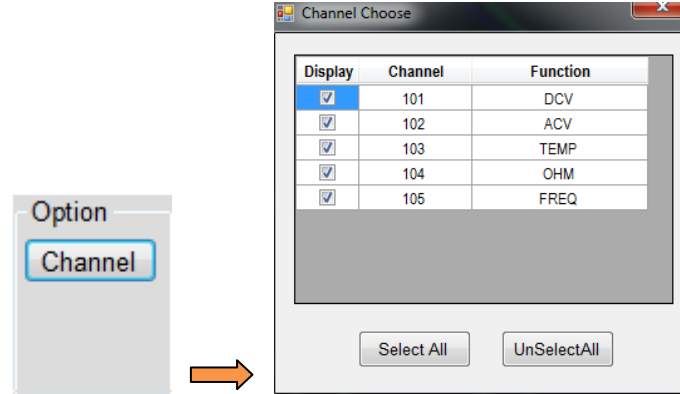 Option
Channel
Channel Choose
Display Channel Function
101 DCV
102 ACV
103 TEMP
104 OHM
105 FREQ
Select All UnSelectAll